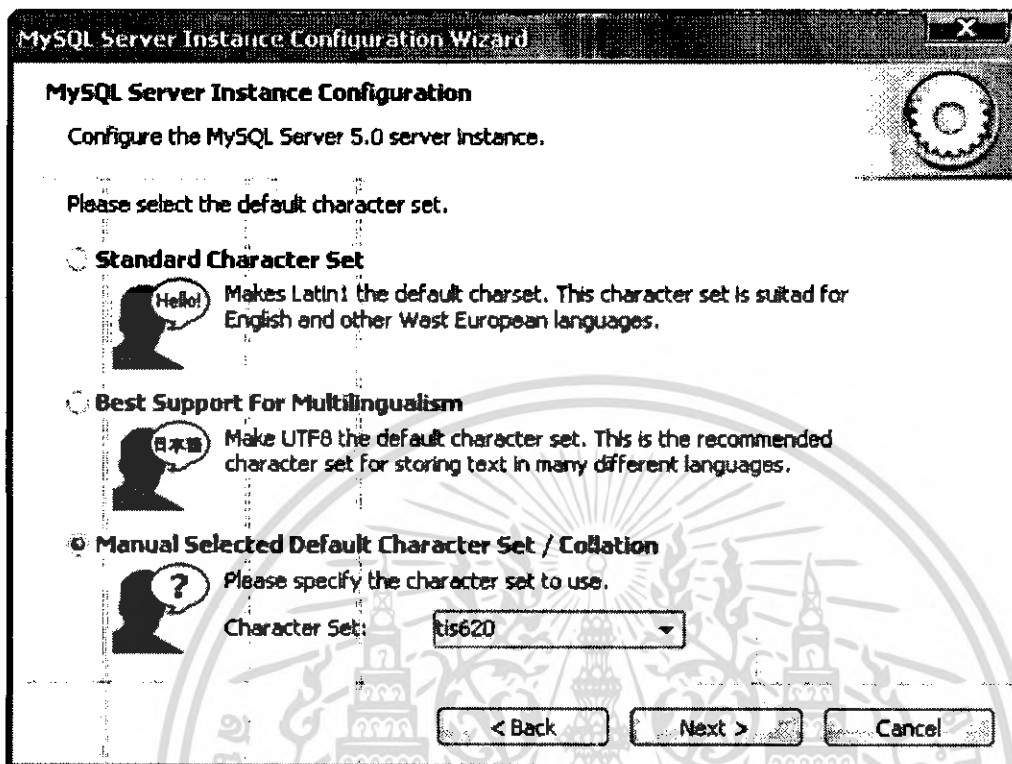 MySQL Server Instance Configuration Wizard
X
MySQL Server Instance Configuration
Configure the MySQL Server 5.0 server instance.
Please select the default character set.
Standard Character Set
Hello!
Makes Latin1 the default charset. This character set is suited for
English and other West European languages.
Best Support For Multilingualism
日本語
Make UTF8 the default character set. This is the recommended
character set for storing text in many different languages.
Manual Selected Default Character Set / Collation
?
Please specify the character set to use.
Character Set:
tis620
< Back
Next >
Cancel